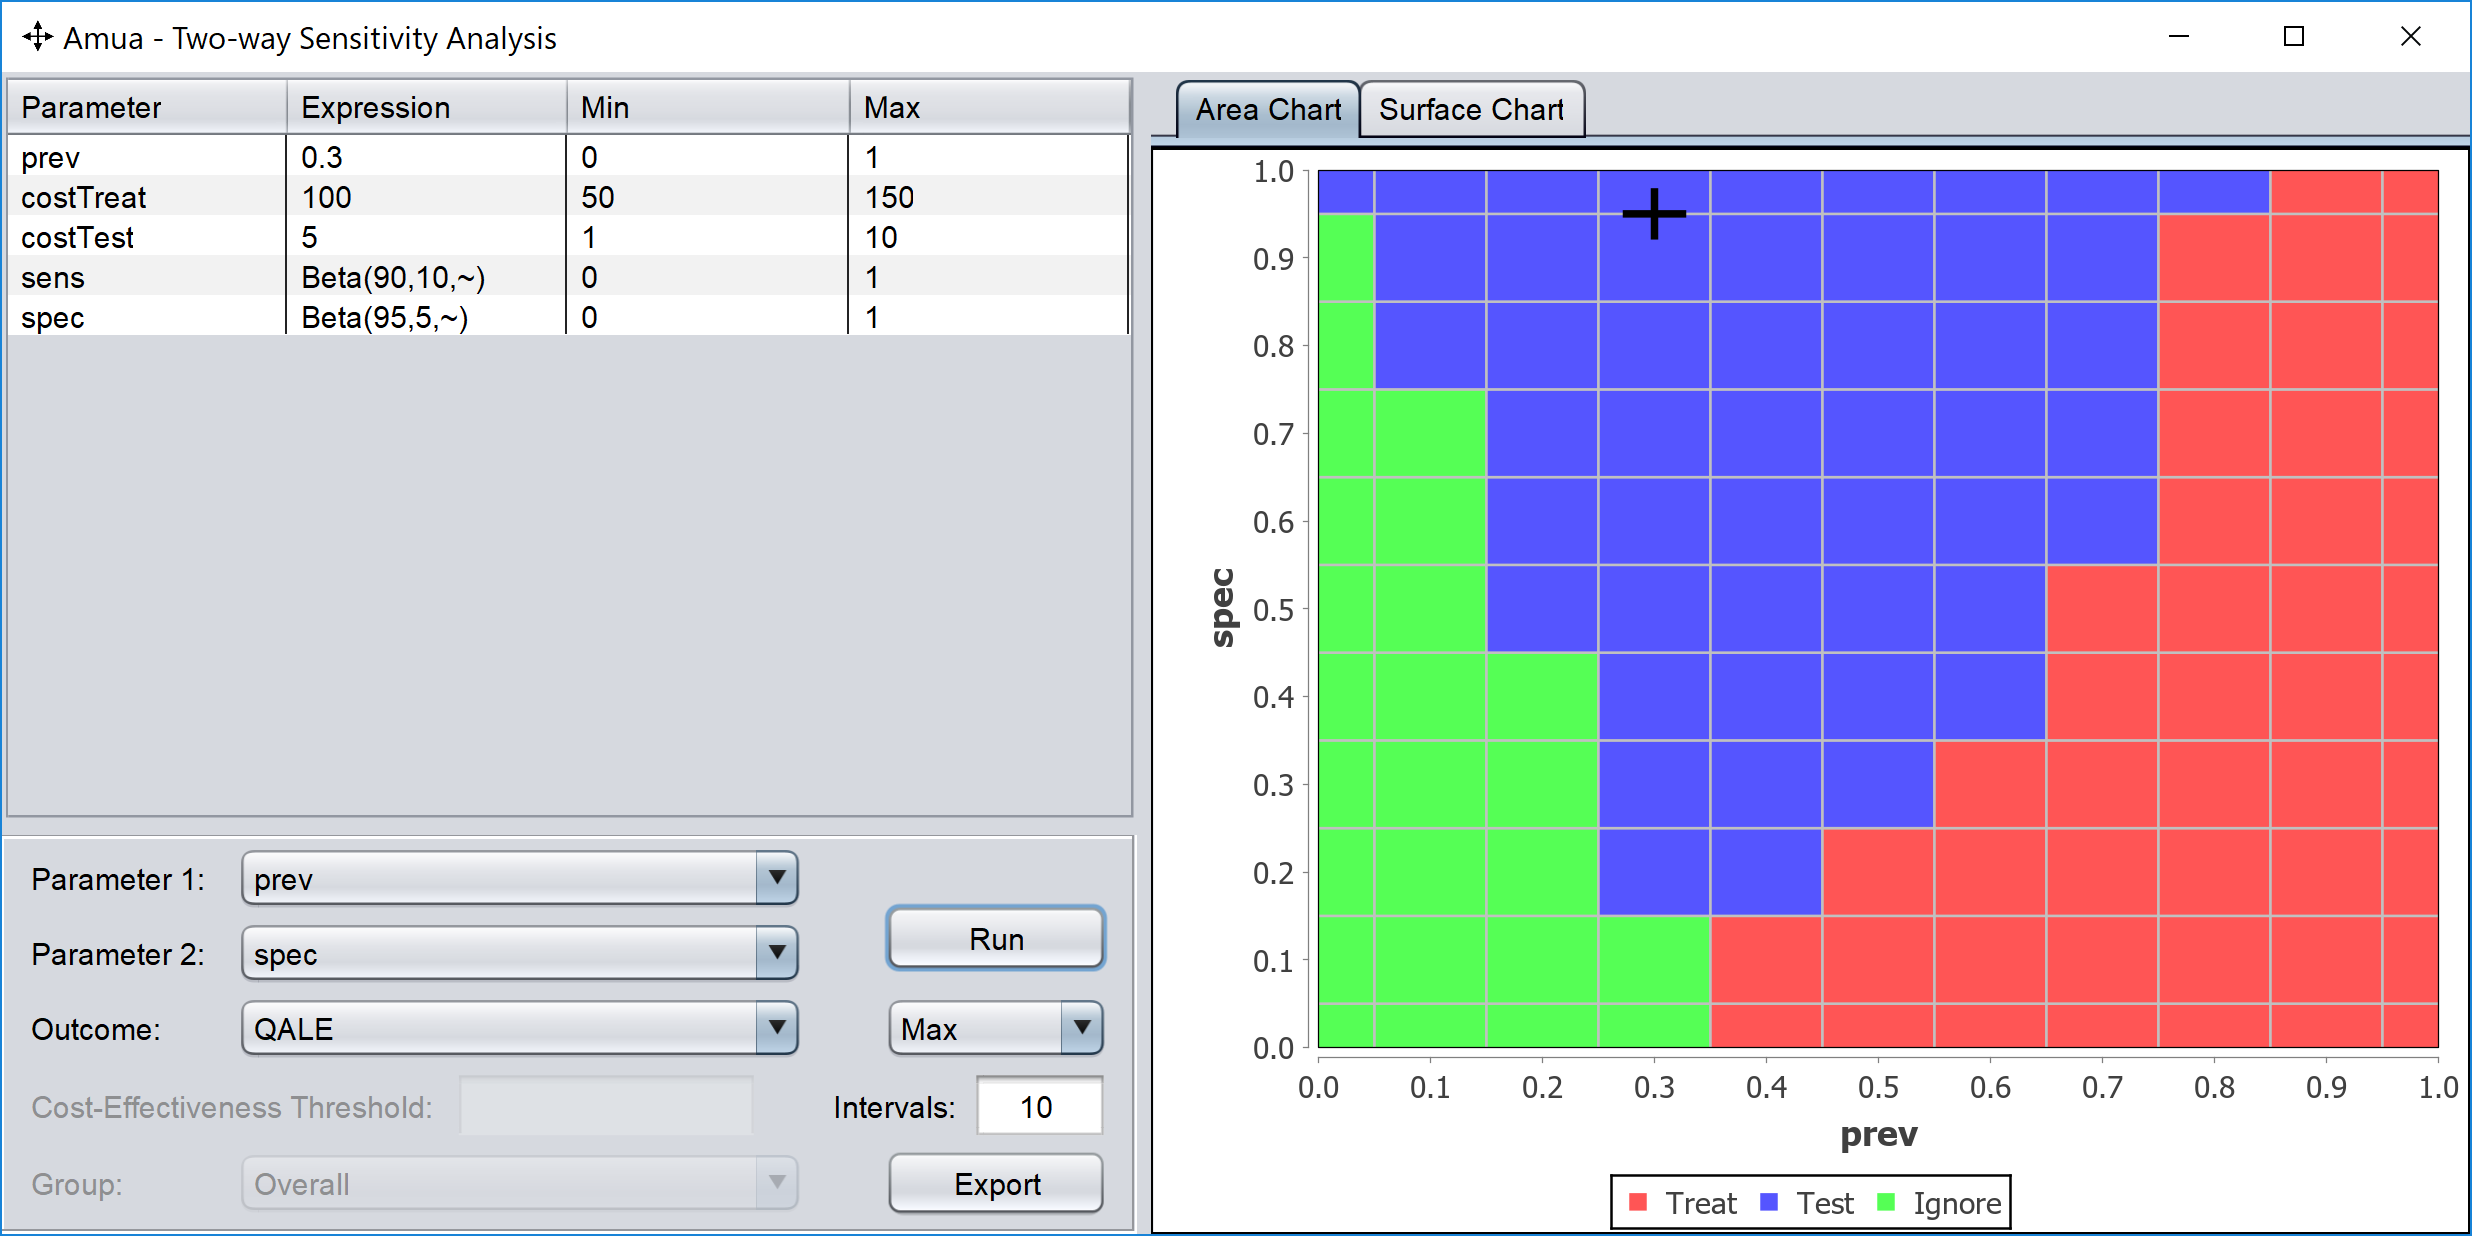 Amua - Two-way Sensitivity Analysis
Parameter Expression Min Max
prev 0.3 0 1
costTreat 100 50 150
costTest 5 1 10
sens Beta(90,10,~) 0 1
spec Beta(95,5,~) 0 1
Parameter 1: prev
Parameter 2: spec
Run
Outcome: QALE Max
Cost-Effectiveness Threshold: Intervals: 10
Group: Overall Export
Area Chart Surface Chart
1.0
0.9
0.8
0.7
0.6
0.5
0.4
0.3
0.2
0.1
0.0
spec
0.0 0.1 0.2 0.3 0.4 0.5 0.6 0.7 0.8 0.9 1.0
prev
Treat Test Ignore